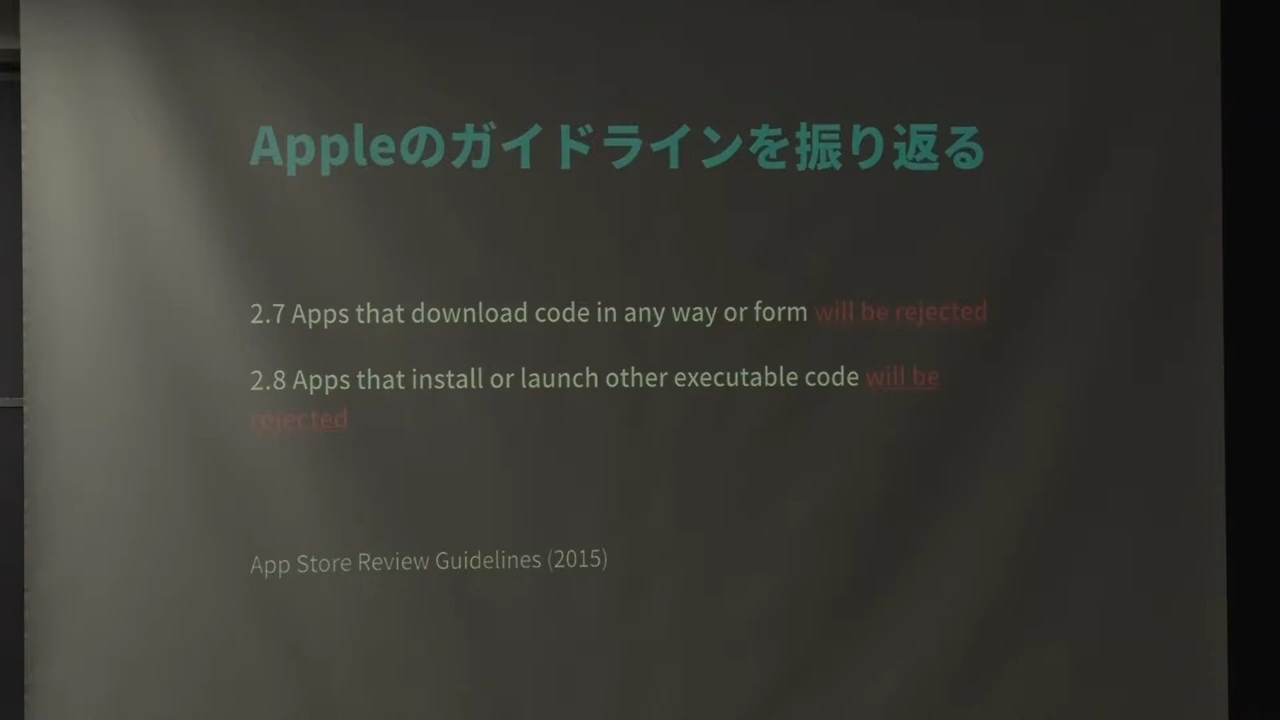 Appleのガイドラインを振り返る
2.7 Apps that download code in any way or form will be rejected
2.8 Apps that install or launch other executable code will be
rejected
App Store Review Guidelines (2015)